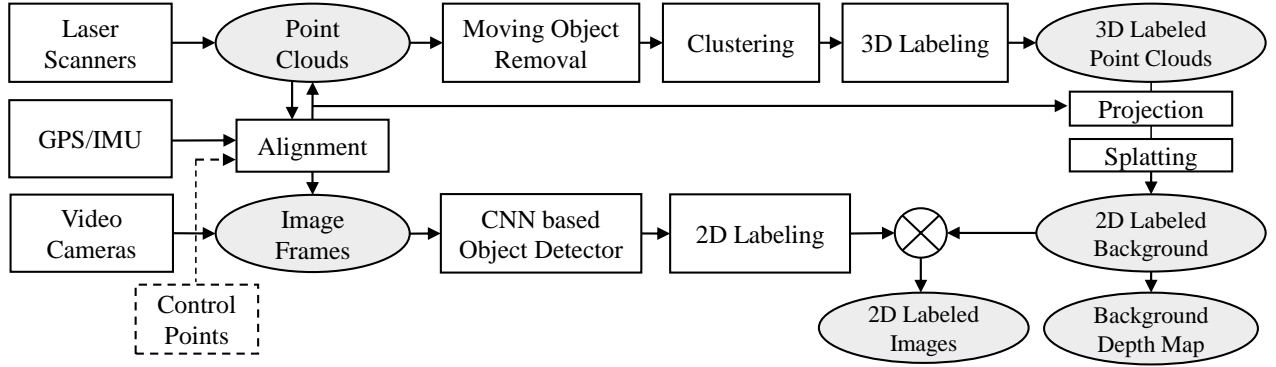 Laser
Scanners
Point
Clouds
Moving Object
Removal
Clustering
3D Labeling
3D Labeled
Point Clouds
GPS/IMU
Alignment
Projection
Splatting
Video
Cameras
Image
Frames
CNN based
Object Detector
2D Labeling
2D Labeled
Background
Control
Points
2D Labeled
Images
Background
Depth Map